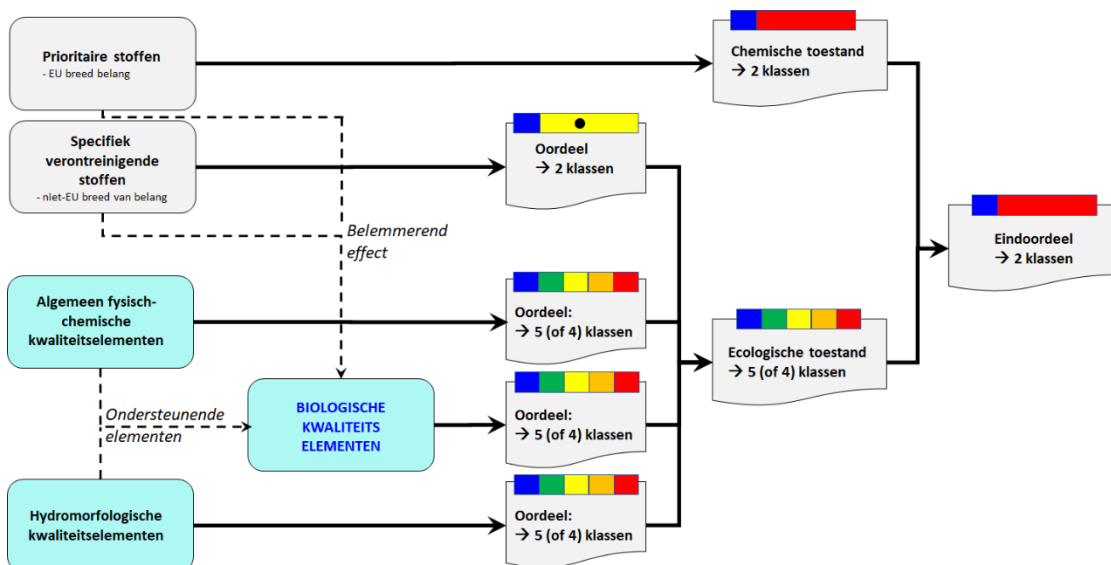 Prioritaire stoffen
- EU breed belang
Chemische toestand
→ 2 klassen
Specifiek
verontreinigende
stoffen
- niet-EU breed van belang
Oordeel
→ 2 klassen
Belemmerend
effect
Eindoordeel
→ 2 klassen
Algemeen fysisch-
chemische
kwaliteitselementen
Oordeel:
→ 5 (of 4) klassen
Ecologische toestand
→ 5 (of 4) klassen
Ondersteunende
elementen
BIOLOGISCHE
KWALITEITS
ELEMENTEN
Oordeel:
→ 5 (of 4) klassen
Hydromorfologische
kwaliteitselementen
Oordeel:
→ 5 (of 4) klassen